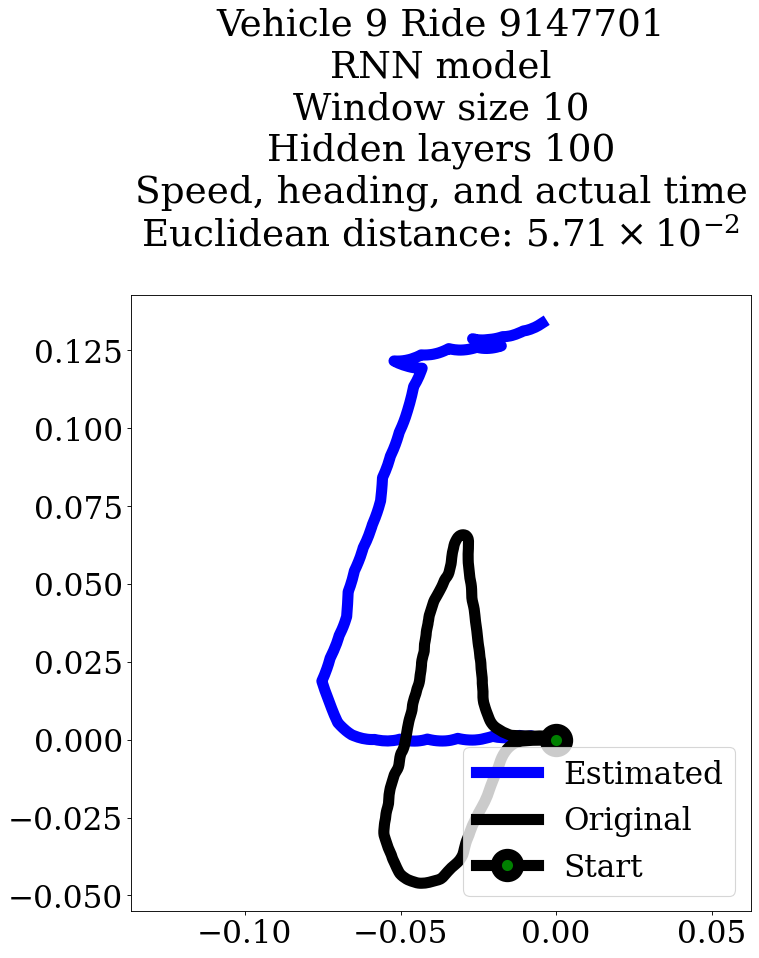 Vehicle 9 Ride 9147701
RNN model
Window size 10
Hidden layers 100
Speed, heading, and actual time
Euclidean distance: 5.71 × 10⁻²
0.125
0.100
0.075
0.050
0.025
0.000
−0.025
−0.050
Estimated
Original
Start
−0.10 −0.05 0.00 0.05